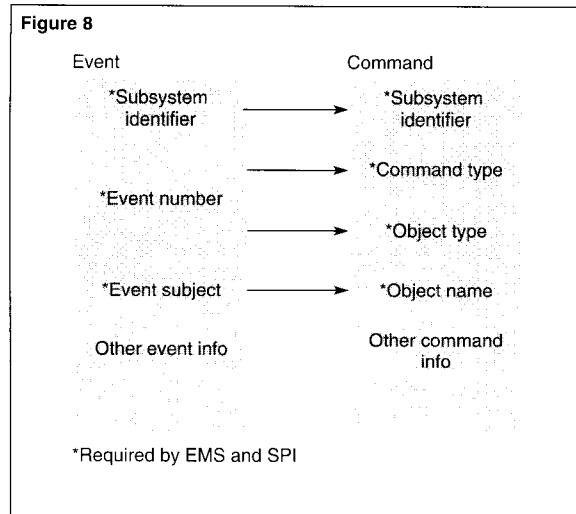 Figure 8
Event
Command
*Subsystem
identifier
*Subsystem
identifier
*Command type
*Event number
*Object type
*Event subject
*Object name
Other event info
Other command
info
*Required by EMS and SPI